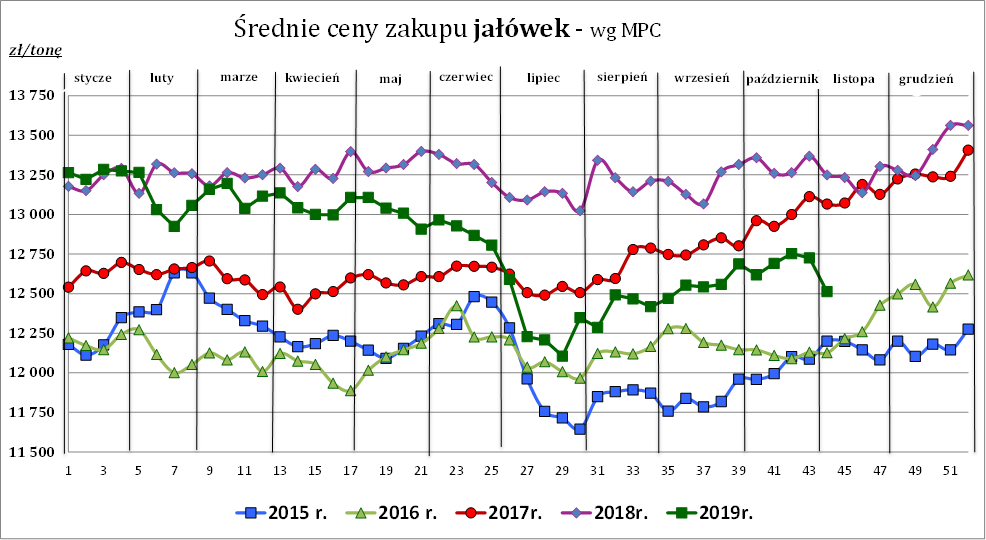 Średnie ceny zakupu jałówek - wg MPC
zł/tonę
stycze luty marze kwiecień maj czerwiec lipiec sierpień wrzesień październik listopa grudzień
13 750
13 500
13 250
13 000
12 750
12 500
12 250
12 000
11 750
11 500
1 3 5 7 9 11 13 15 17 19 21 23 25 27 29 31 33 35 37 39 41 43 45 47 49 51
2015 r. 2016 r. 2017r. 2018r. 2019r.